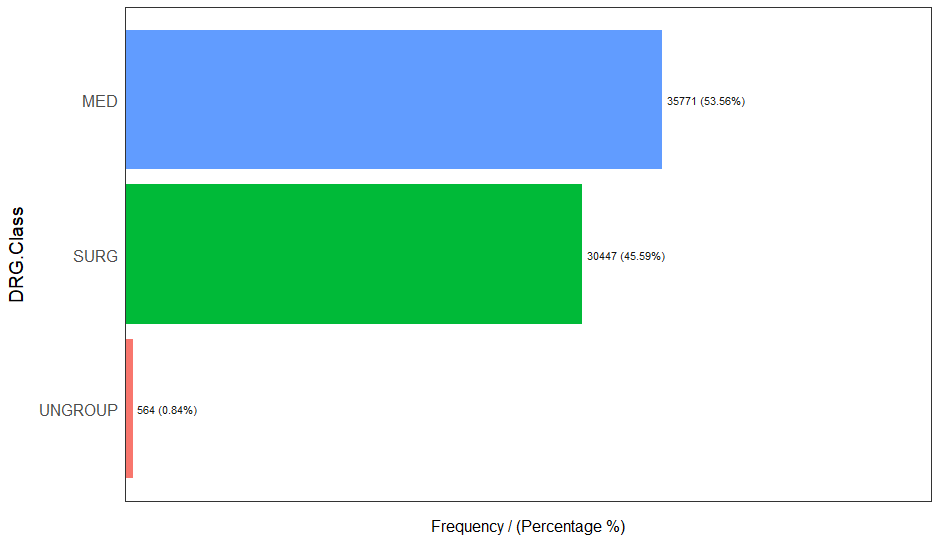 MED
35771 (53.56%)
SURG
30447 (45.59%)
UNGROUP
564 (0.84%)
DRG.Class
Frequency / (Percentage %)